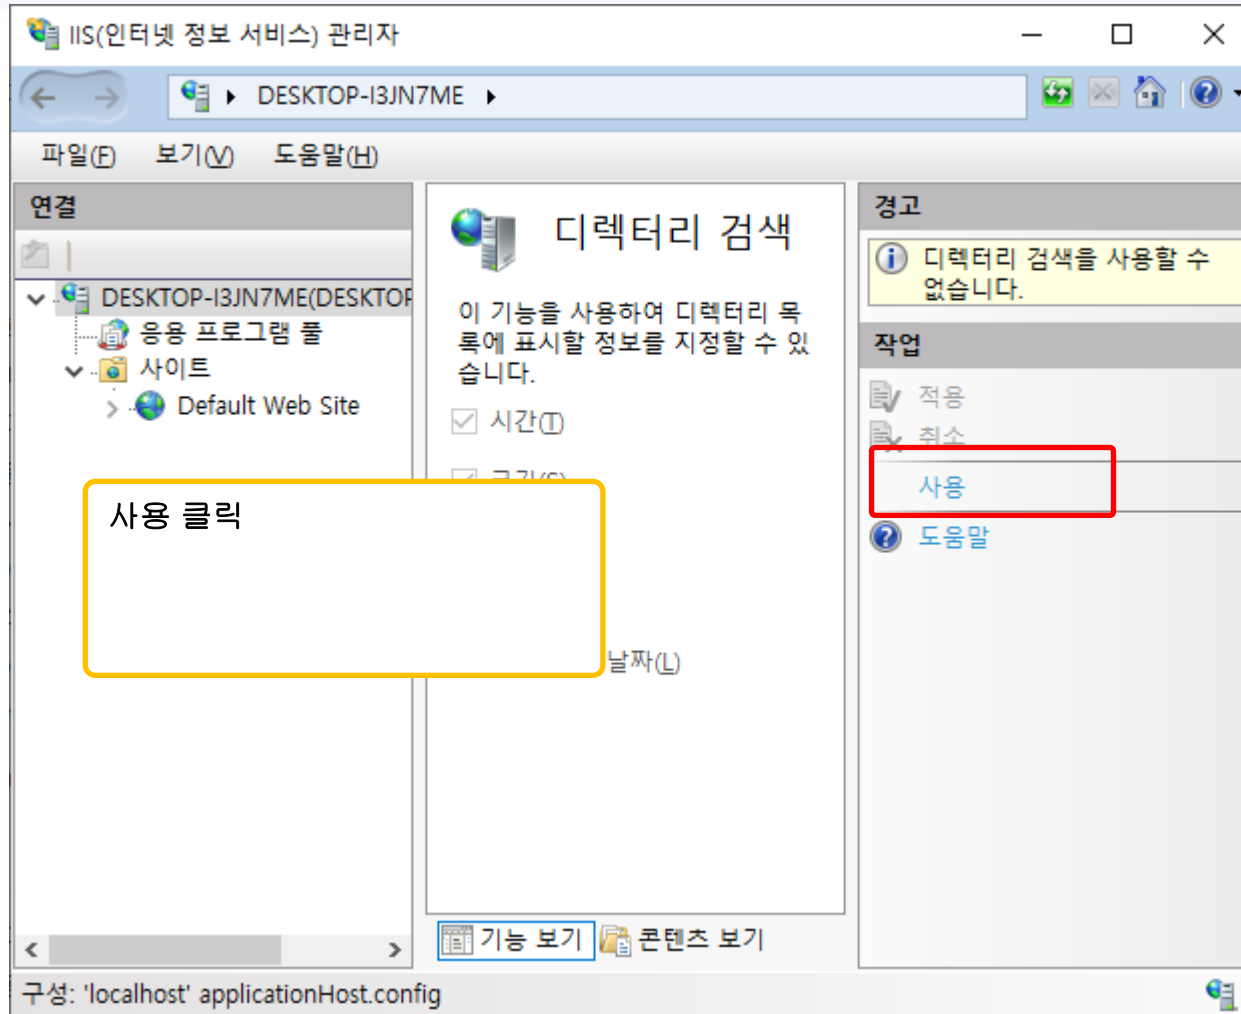 IIS(인터넷 정보 서비스) 관리자
DESKTOP-I3JN7ME
파일(F) 보기(V) 도움말(H)
연결
DESKTOP-I3JN7ME(DESKTOP
응용 프로그램 풀
사이트
Default Web Site
디렉터리 검색
이 기능을 사용하여 디렉터리 목
록에 표시할 정보를 지정할 수 있
습니다.
시간(T)
사용 클릭
날짜(L)
기능 보기 콘텐츠 보기
경고
디렉터리 검색을 사용할 수
없습니다.
작업
적용
취소
사용
도움말
구성: 'localhost' applicationHost.config